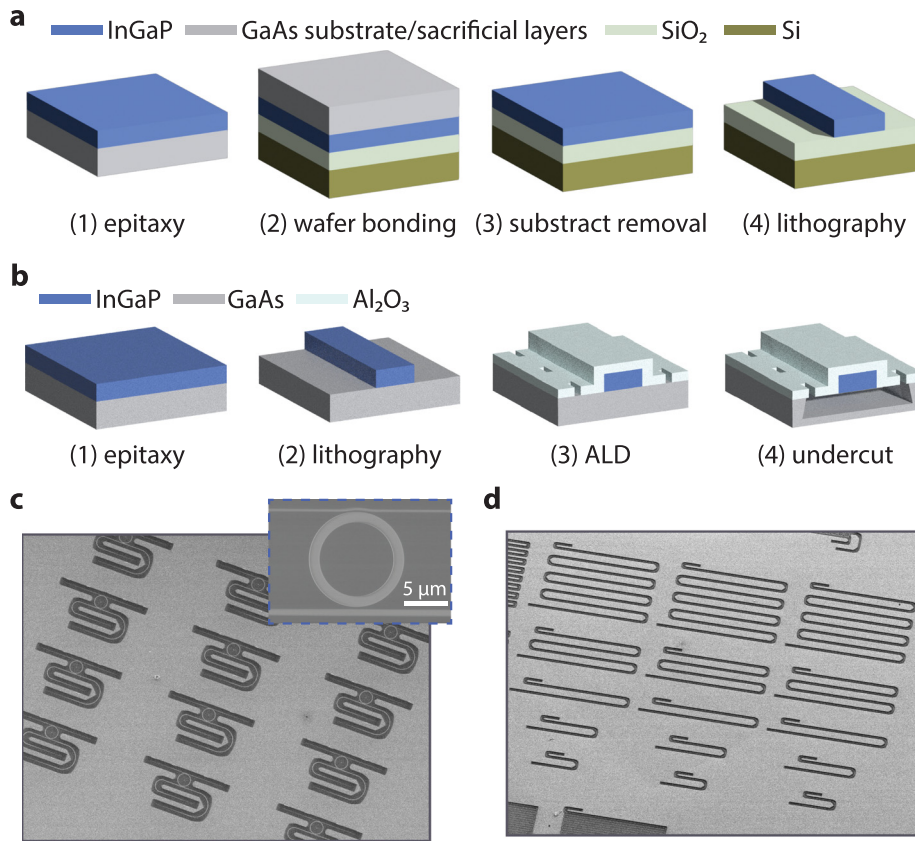 a
InGaP GaAs substrate/sacrificial layers SiO₂ Si
(1) epitaxy (2) wafer bonding (3) substract removal (4) lithography
b
InGaP GaAs Al₂O₃
(1) epitaxy (2) lithography (3) ALD (4) undercut
c d
5 μm